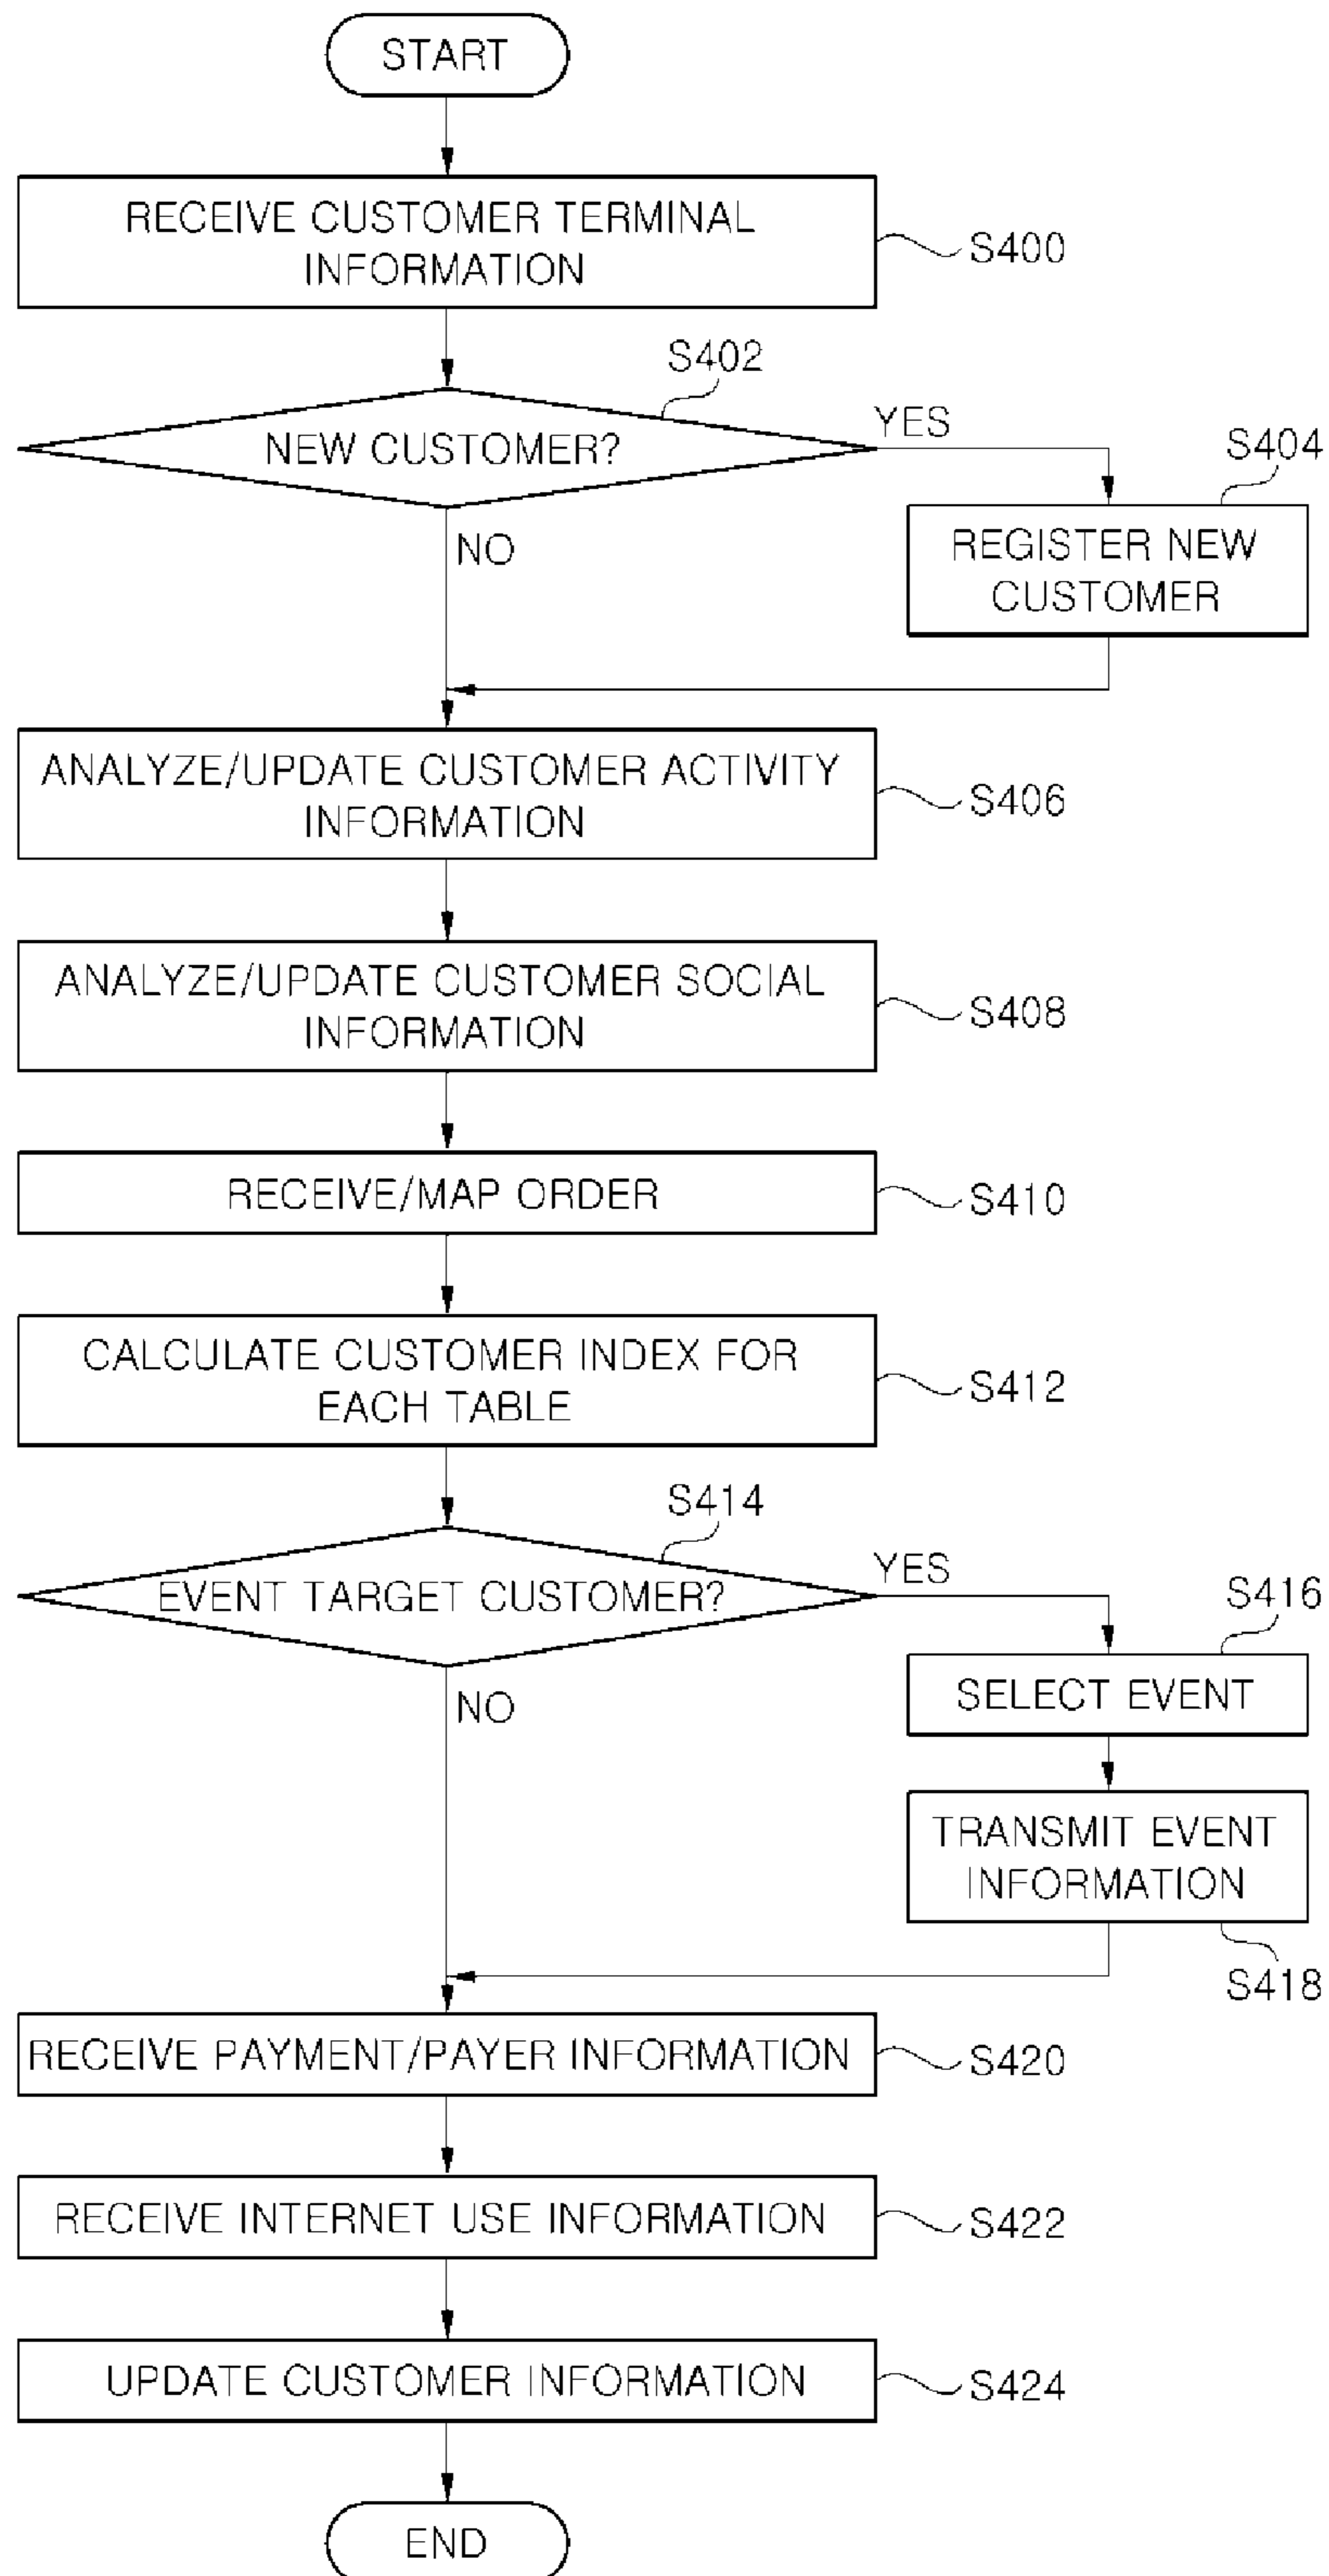 START
RECEIVE CUSTOMER TERMINAL
INFORMATION
S400
S402
NEW CUSTOMER?
YES
S404
REGISTER NEW
CUSTOMER
NO
ANALYZE/UPDATE CUSTOMER ACTIVITY
INFORMATION
S406
ANALYZE/UPDATE CUSTOMER SOCIAL
INFORMATION
S408
RECEIVE/MAP ORDER
S410
CALCULATE CUSTOMER INDEX FOR
EACH TABLE
S412
S414
EVENT TARGET CUSTOMER?
YES
S416
SELECT EVENT
NO
TRANSMIT EVENT
INFORMATION
S418
RECEIVE PAYMENT/PAYER INFORMATION
S420
RECEIVE INTERNET USE INFORMATION
S422
UPDATE CUSTOMER INFORMATION
S424
END